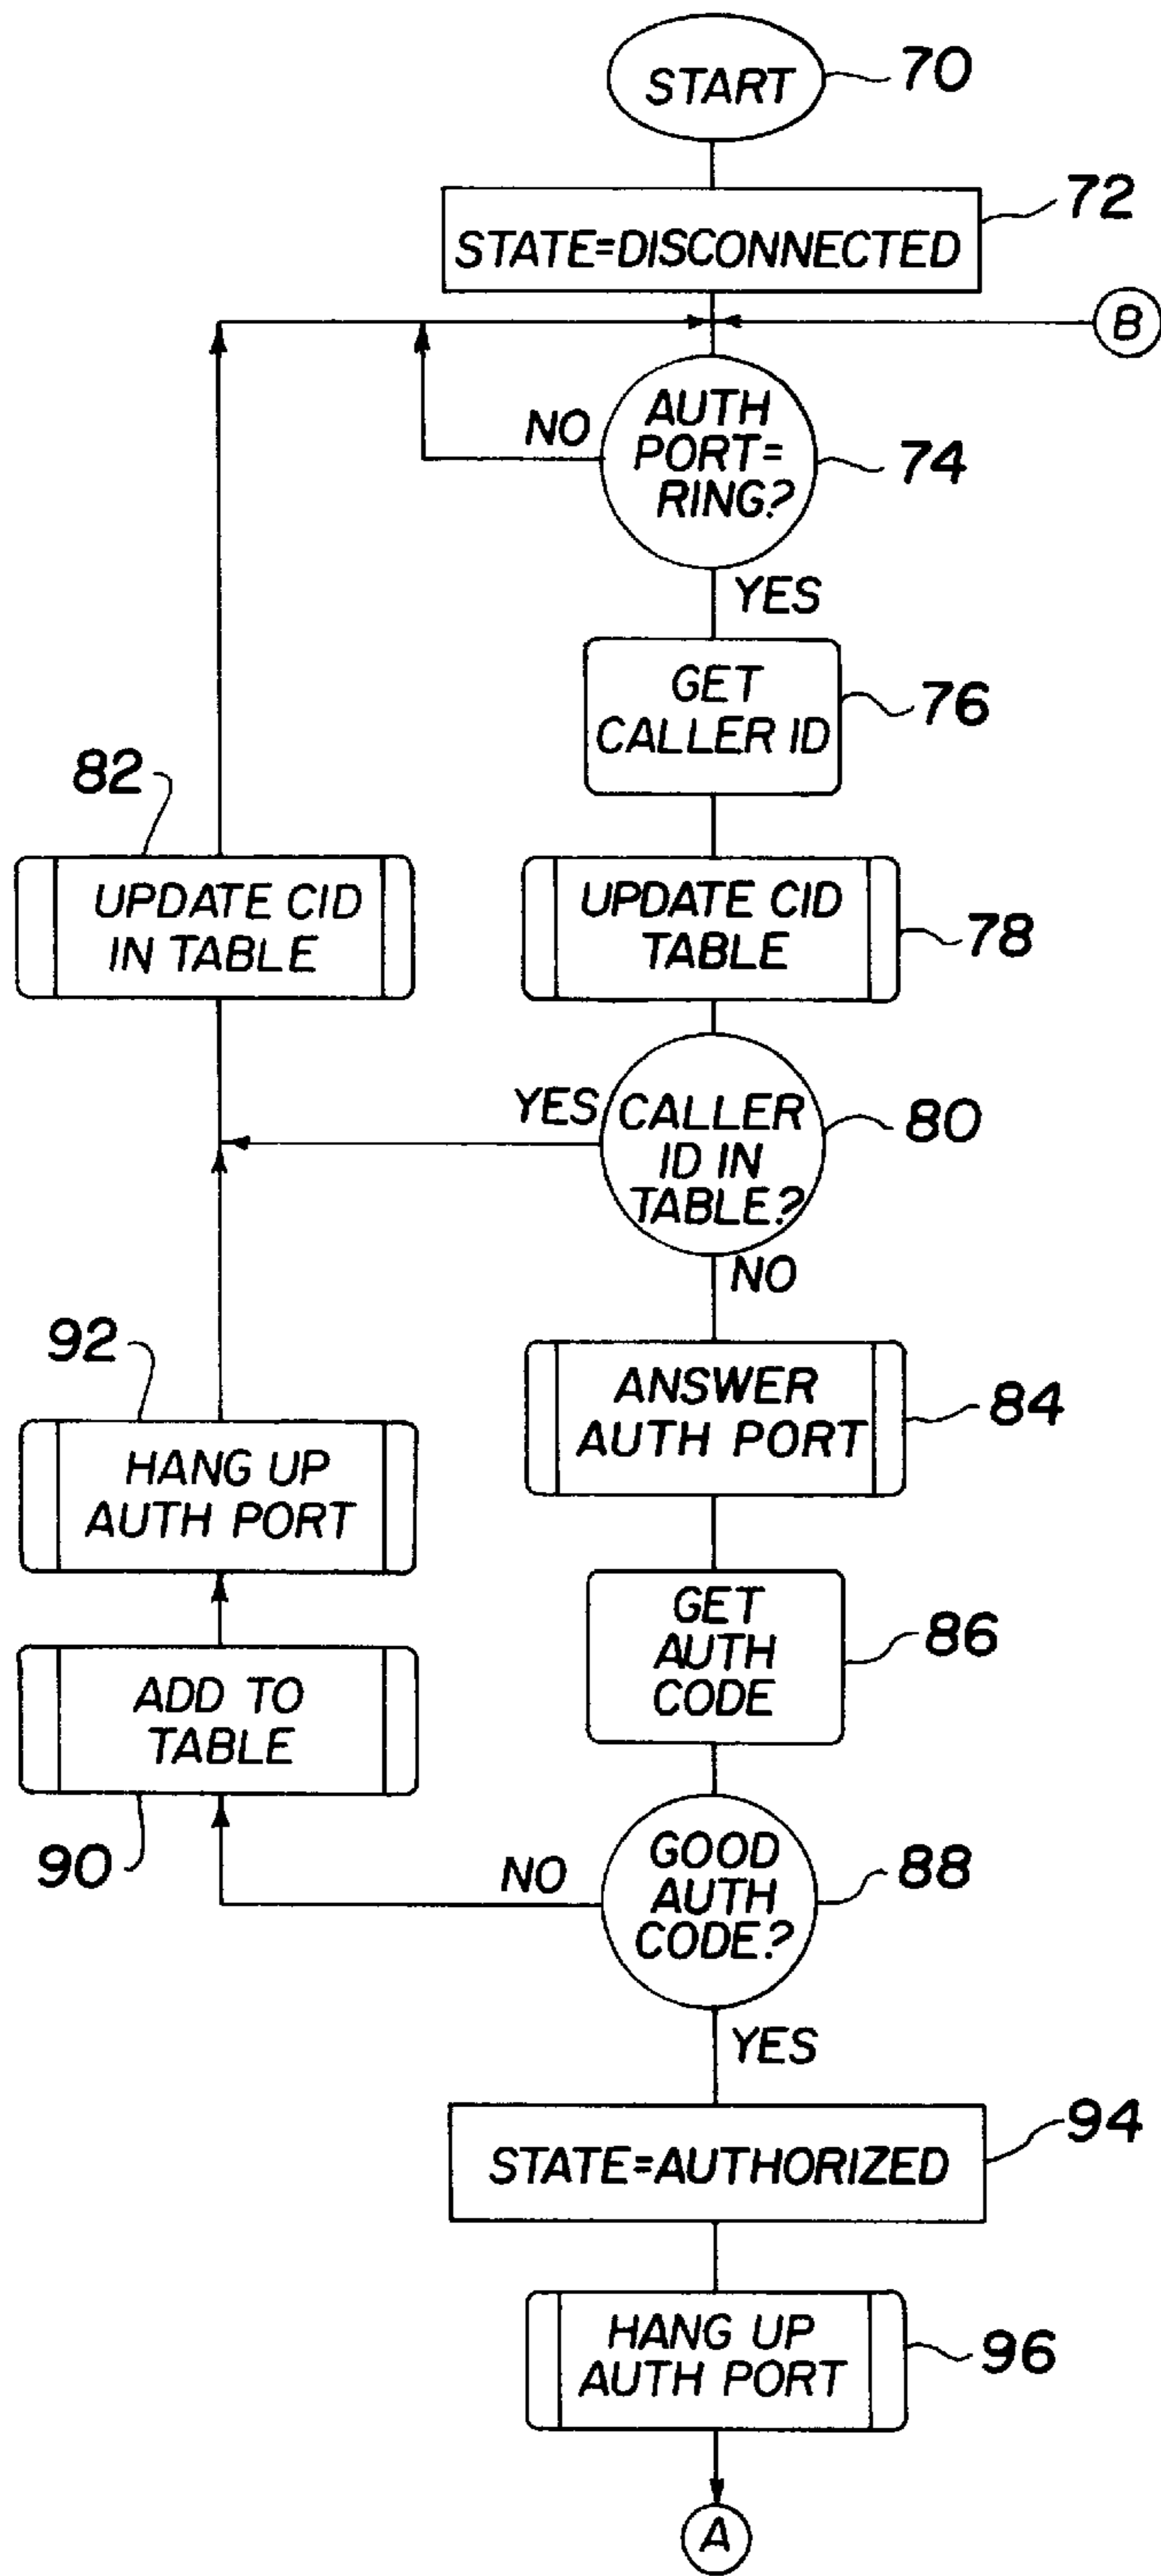 START
70
72
STATE=DISCONNECTED
B
AUTH
PORT=
RING?
NO
74
YES
GET
CALLER ID
76
82
UPDATE CID
IN TABLE
UPDATE CID
TABLE
78
YES
CALLER
ID IN
TABLE?
80
NO
92
HANG UP
AUTH PORT
ANSWER
AUTH PORT
84
GET
AUTH
CODE
86
ADD TO
TABLE
90
NO
GOOD
AUTH
CODE?
88
YES
94
STATE=AUTHORIZED
HANG UP
AUTH PORT
96
A